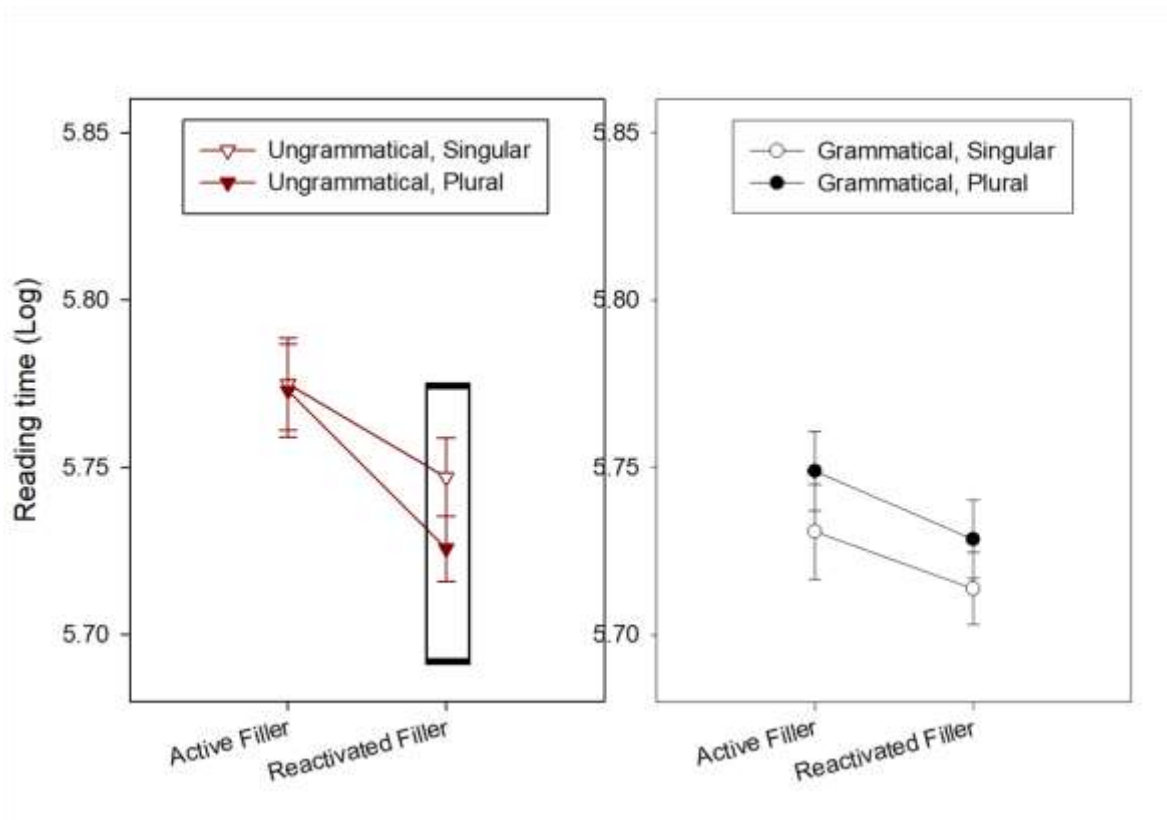 Reading time (Log)
5.85
5.80
5.75
5.70
Ungrammatical, Singular
Ungrammatical, Plural
Active Filler
Reactivated Filler
5.85
5.80
5.75
5.70
Grammatical, Singular
Grammatical, Plural
Active Filler
Reactivated Filler